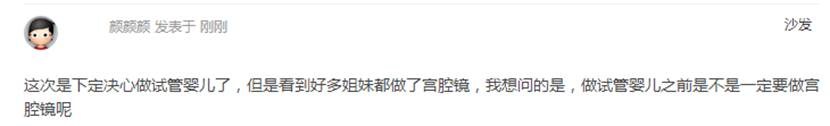 颜颜颜 发表于 刚刚
沙发
这次是下定决心做试管婴儿了，但是看到好多姐妹都做了宫腔镜，我想问的是，做试管婴儿之前是不是一定要做宫
腔镜呢